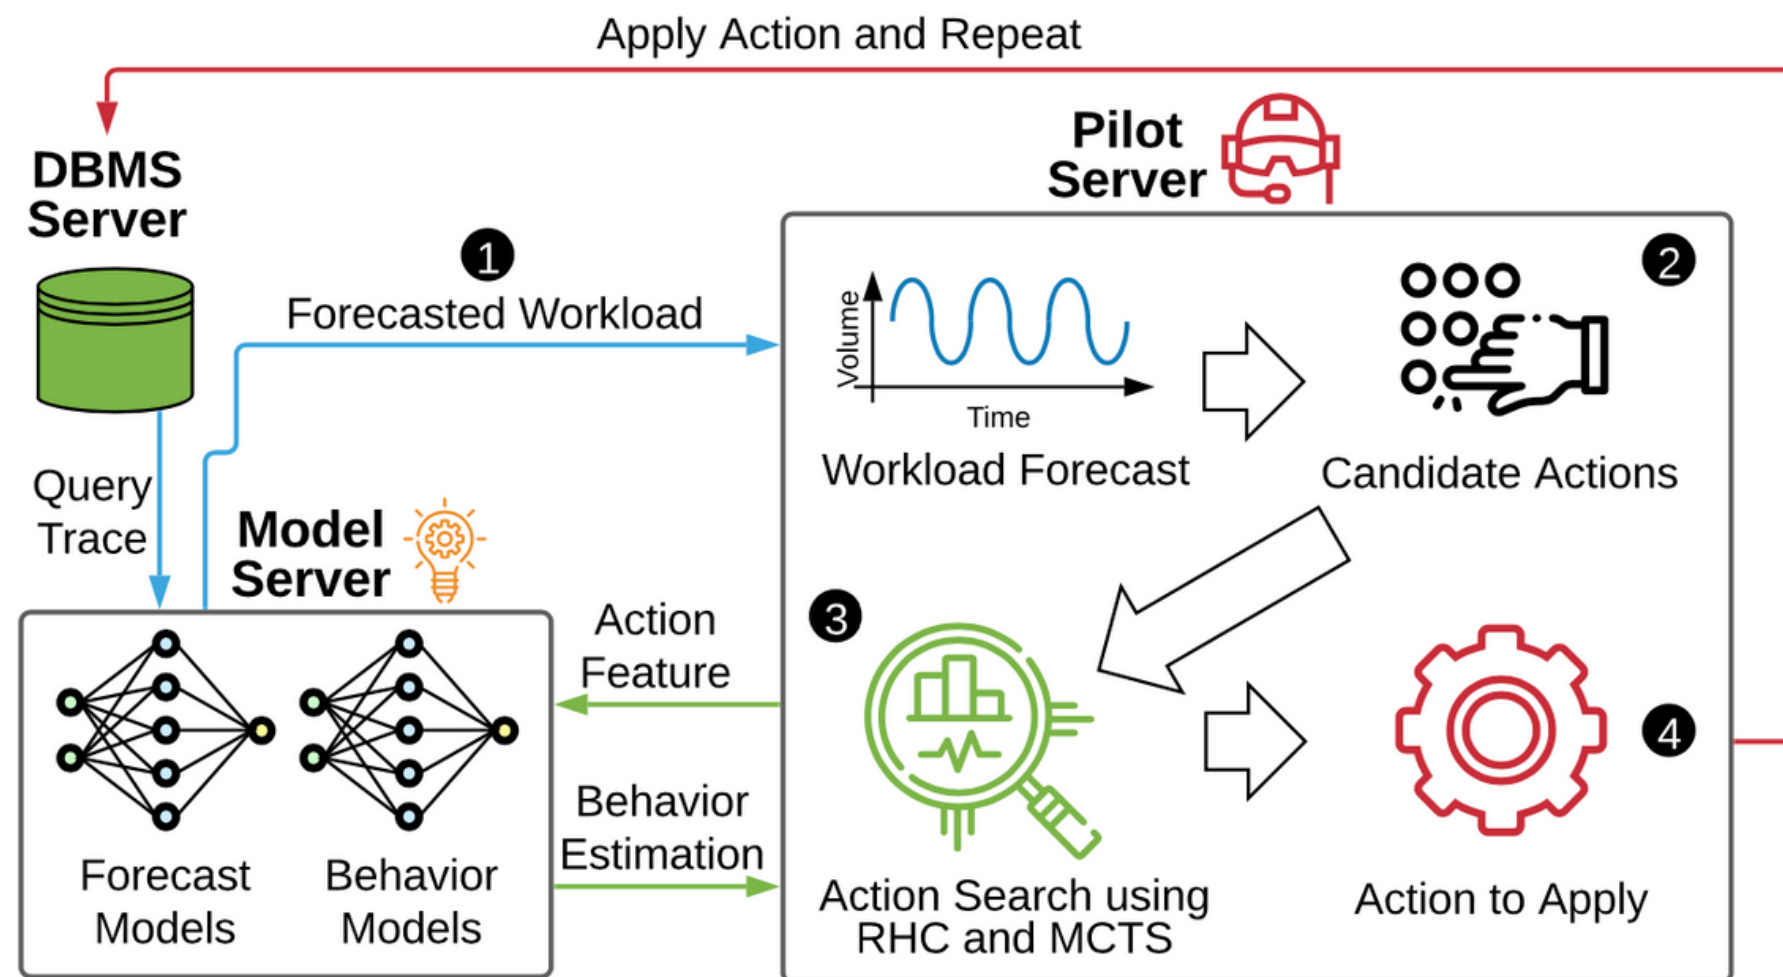 Apply Action and Repeat
DBMS
Server
Pilot
Server
1
Forecasted Workload
2
Volume
Time
Workload Forecast
Candidate Actions
Query
Trace
Model
Server
Action
Feature
3
4
Behavior
Estimation
Forecast
Models
Behavior
Models
Action Search using
RHC and MCTS
Action to Apply